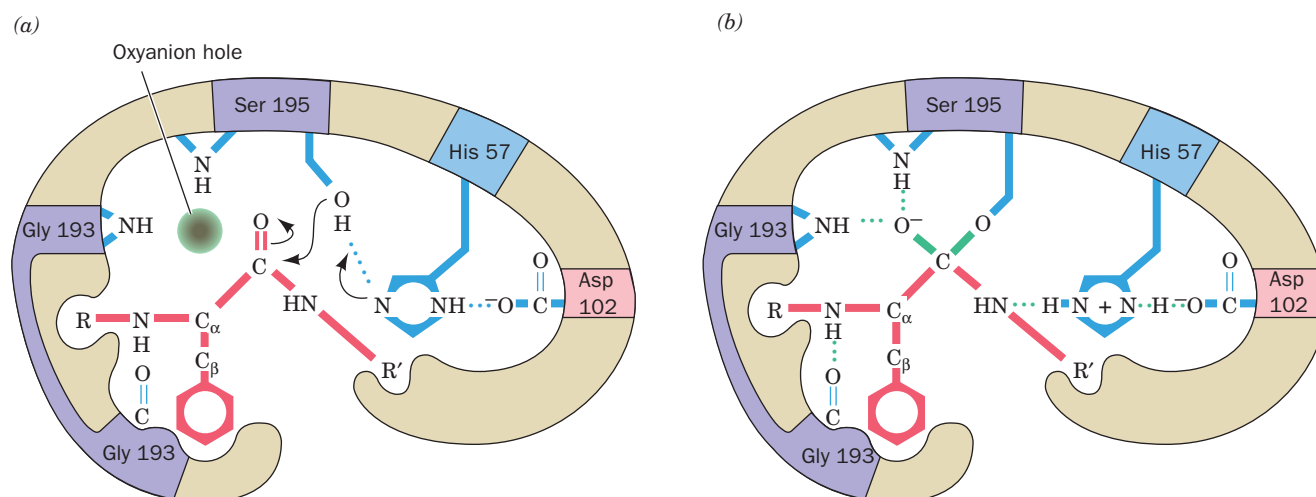 (a)
Oxyanion hole
Ser 195
His 57
N
H
O
H
Gly 193
NH
O
C
HN
N
NH
−O
C
O
Asp
102
R
N
H
Cα
Cβ
O
C
R′
Gly 193
(b)
Ser 195
His 57
N
H
Gly 193
NH
O−
O
C
HN
H
N
+
N
H
−O
C
O
Asp
102
R
N
H
Cα
Cβ
O
C
R′
Gly 193